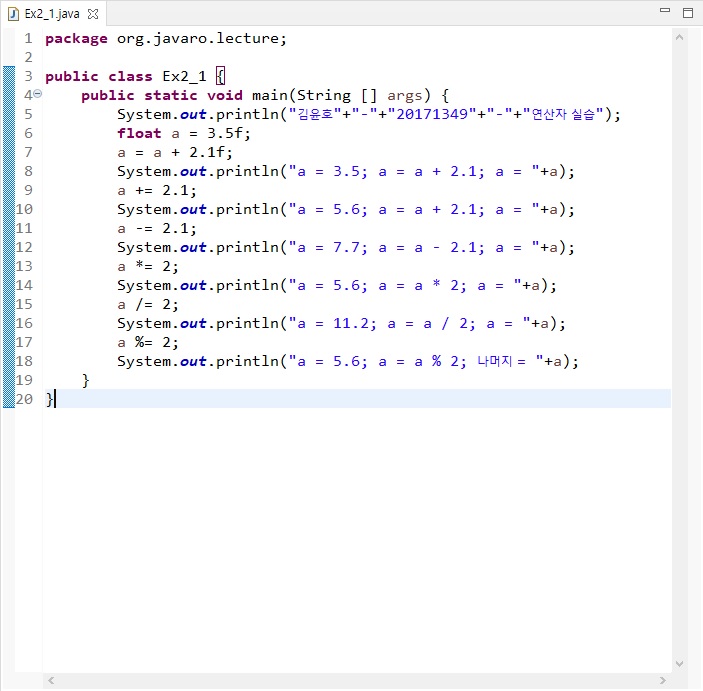 Ex2_1.java
1 package org.javaro.lecture;
2
3 public class Ex2_1 {
4 public static void main(String [] args) {
5 System.out.println("김윤호"+"-"+"20171349"+"-"+"연산자 실습");
6 float a = 3.5f;
7 a = a + 2.1f;
8 System.out.println("a = 3.5; a = a + 2.1; a = "+a);
9 a += 2.1;
10 System.out.println("a = 5.6; a = a + 2.1; a = "+a);
11 a -= 2.1;
12 System.out.println("a = 7.7; a = a - 2.1; a = "+a);
13 a *= 2;
14 System.out.println("a = 5.6; a = a * 2; a = "+a);
15 a /= 2;
16 System.out.println("a = 11.2; a = a / 2; a = "+a);
17 a %= 2;
18 System.out.println("a = 5.6; a = a % 2; 나머지 = "+a);
19 }
20 }